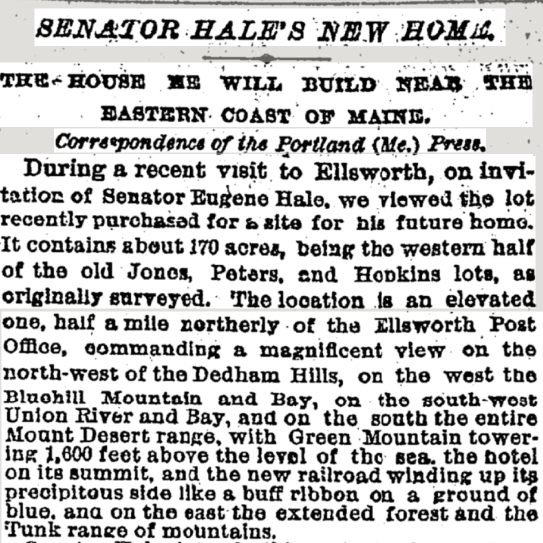 SENATOR HALE'S NEW HOME.
THE HOUSE HE WILL BUILD NEAR THE
EASTERN COAST OF MAINE.
Correspondence of the Portland (Me.) Press.
During a recent visit to Ellsworth, on invi-
tation of Senator Eugene Hale, we viewed the lot
recently purchased for a site for his future home.
It contains about 170 acres, being the western half
of the old Jones, Peters, and Hopkins lots, as
originally surveyed. The location is an elevated
one, half a mile northerly of the Ellsworth Post
Office, commanding a magnificent view on the
north-west of the Dedham Hills, on the west the
Bluehill Mountain and Bay, on the south-west
Union River and Bay, and on the south the entire
Mount Desert range, with Green Mountain tower-
ing 1,600 feet above the level of the sea, the hotel
on its summit, and the new railroad winding up its
precipitous side like a buff ribbon on a ground of
blue, and on the east the extended forest and the
Tunk range of mountains.